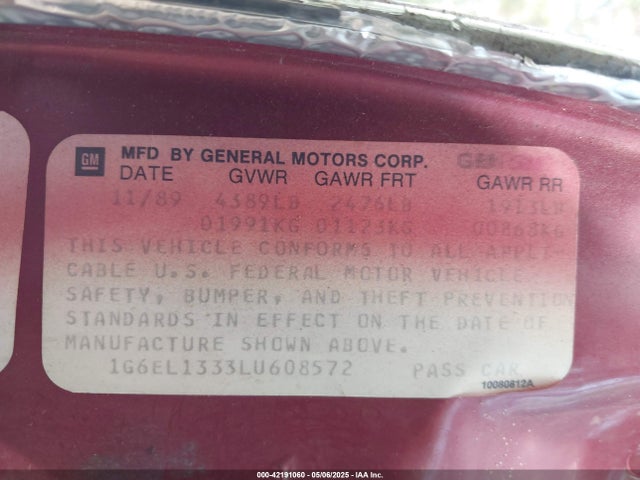 GM MFD BY GENERAL MOTORS CORP.
DATE GVWR GAWR FRT GAWR RR
11/89 4389LB 2476LB 1913LB
01991KG 01123KG 00868KG
THIS VEHICLE CONFORMS TO ALL APPLI-
CABLE U.S. FEDERAL MOTOR VEHICLE
SAFETY, BUMPER, AND THEFT PREVENTION
STANDARDS IN EFFECT ON THE DATE OF
MANUFACTURE SHOWN ABOVE.
1G6EL1333LU608572 PASS CAR
10080812A
000-42191060 - 05/06/2025 - IAA Inc.